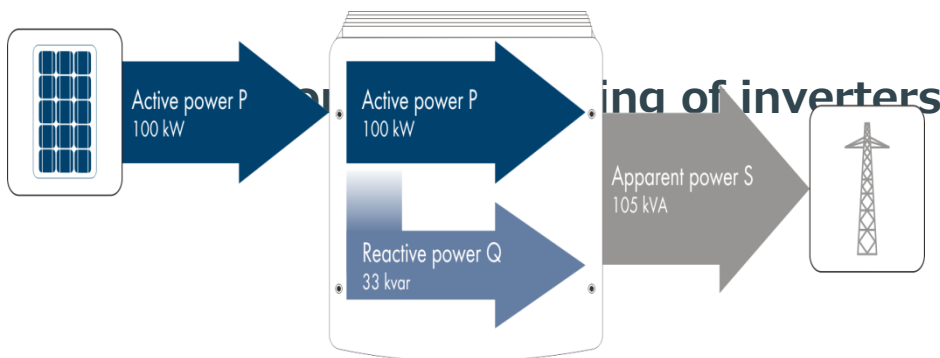 ing of inverters
Active power P
100 kW
Active power P
100 kW
Apparent power S
105 kVA
Reactive power Q
33 kvar